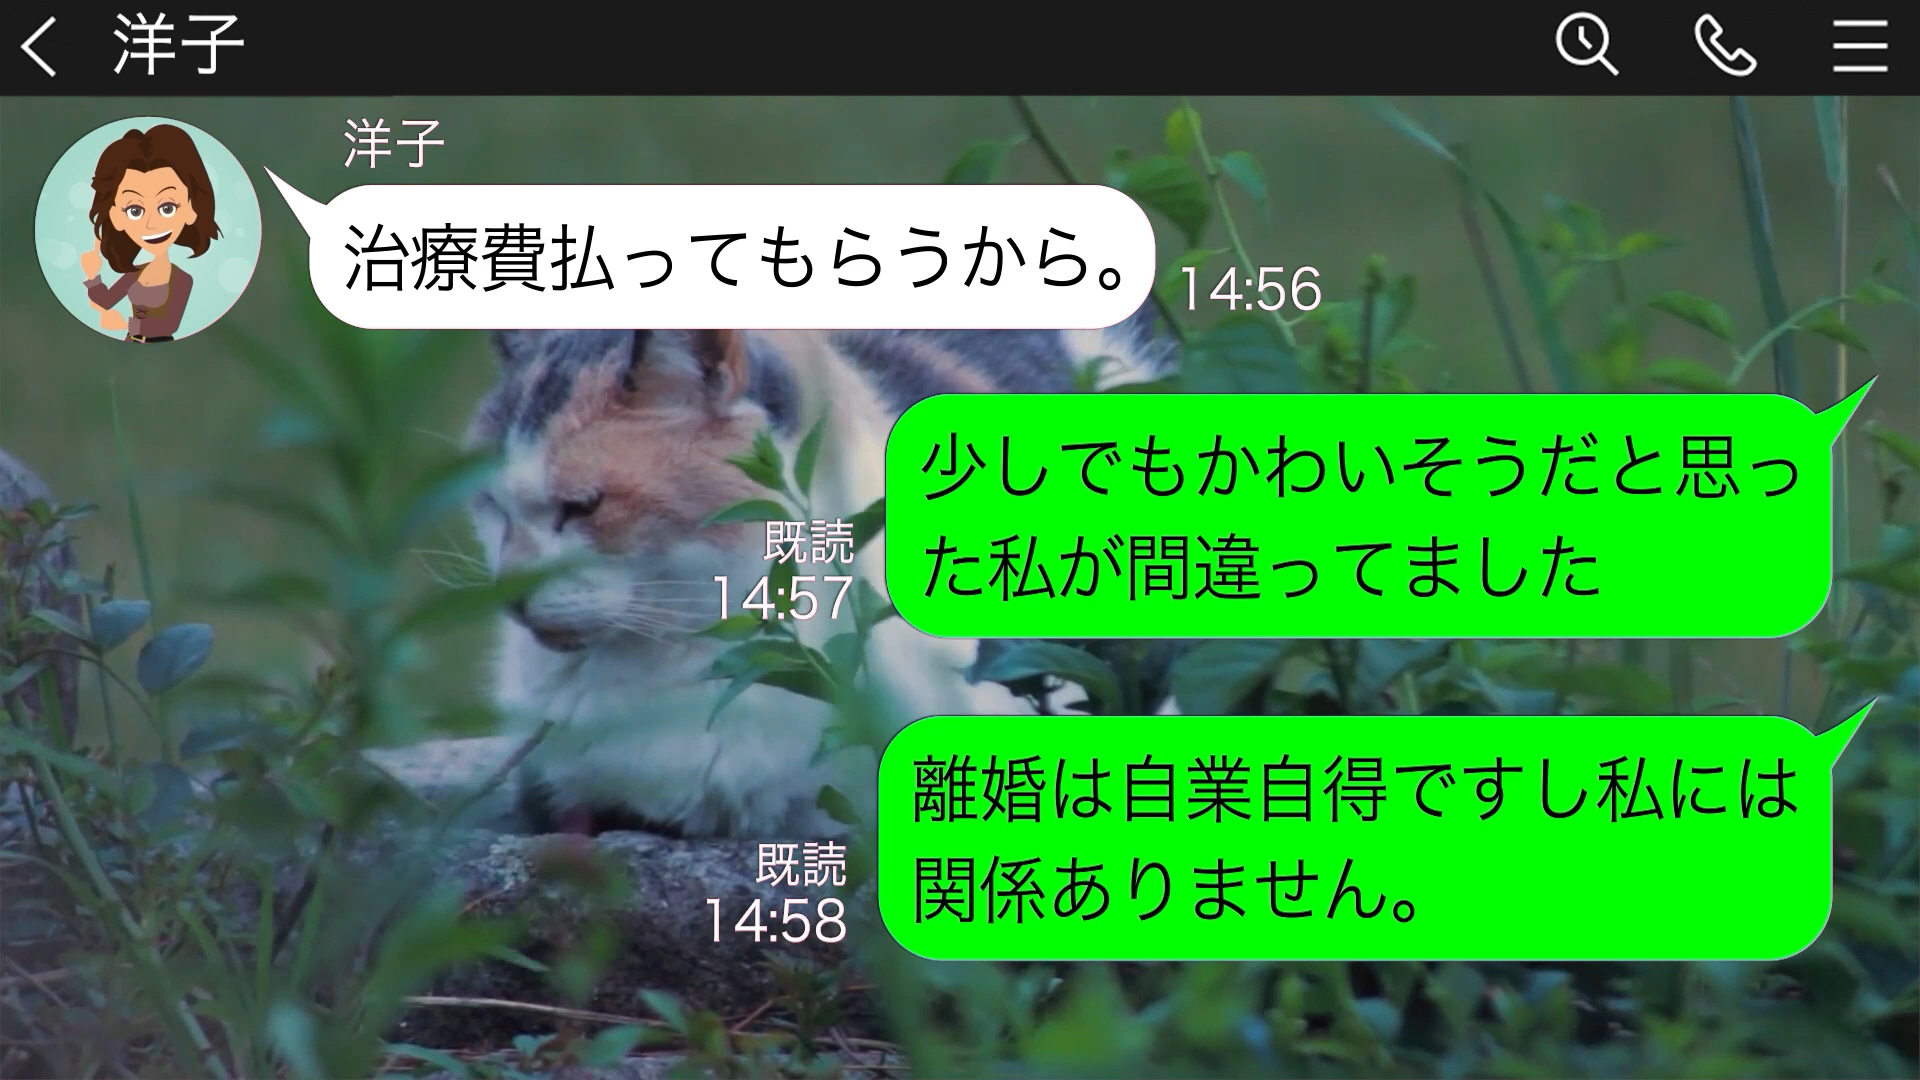 洋子
洋子
治療費払ってもらうから。
14:56
少しでもかわいそうだと思っ
た私が間違ってました
既読
14:57
離婚は自業自得ですし私には
関係ありません。
既読
14:58